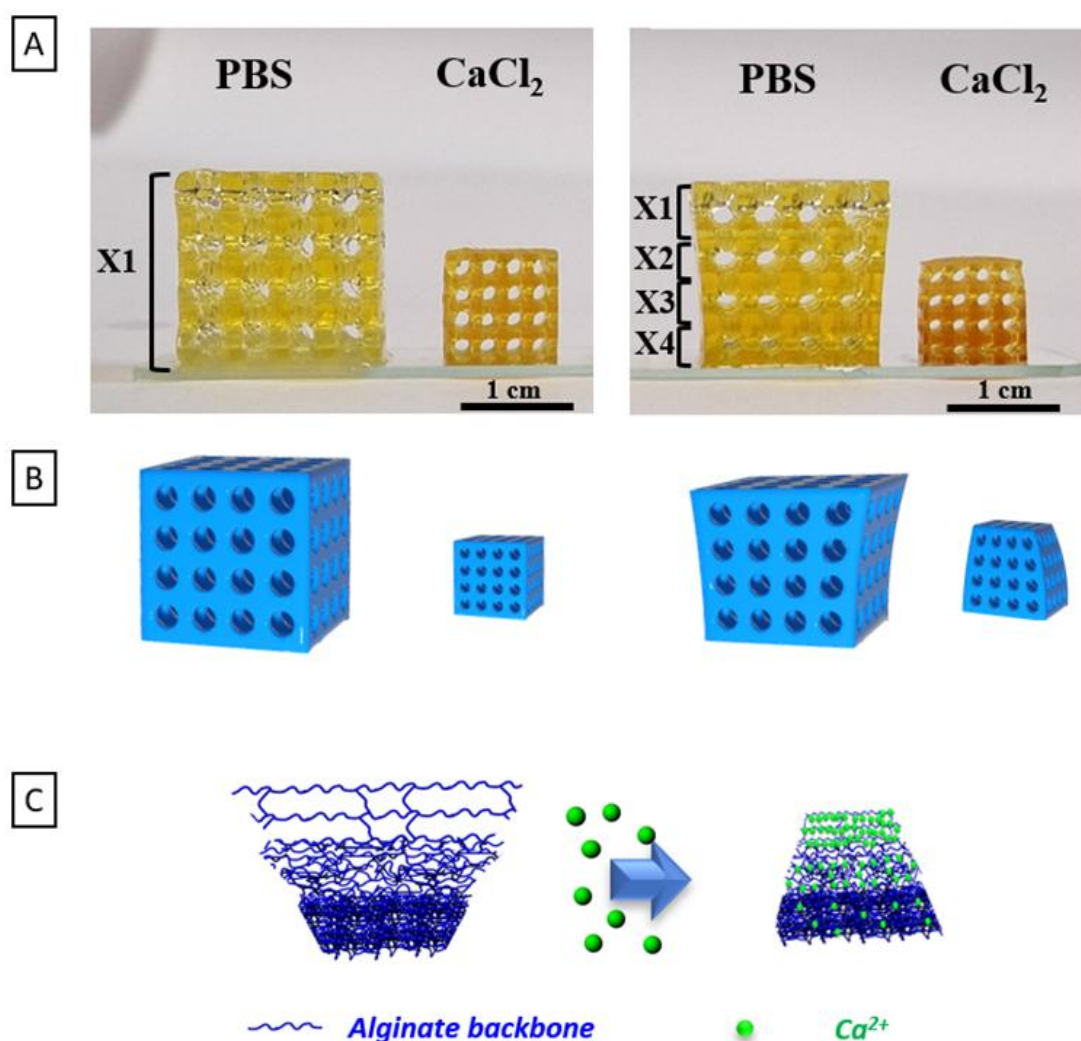 A
PBS CaCl₂
X1
1 cm
PBS CaCl₂
X1
X2
X3
X4
1 cm
B
C
Alginate backbone
Ca²⁺